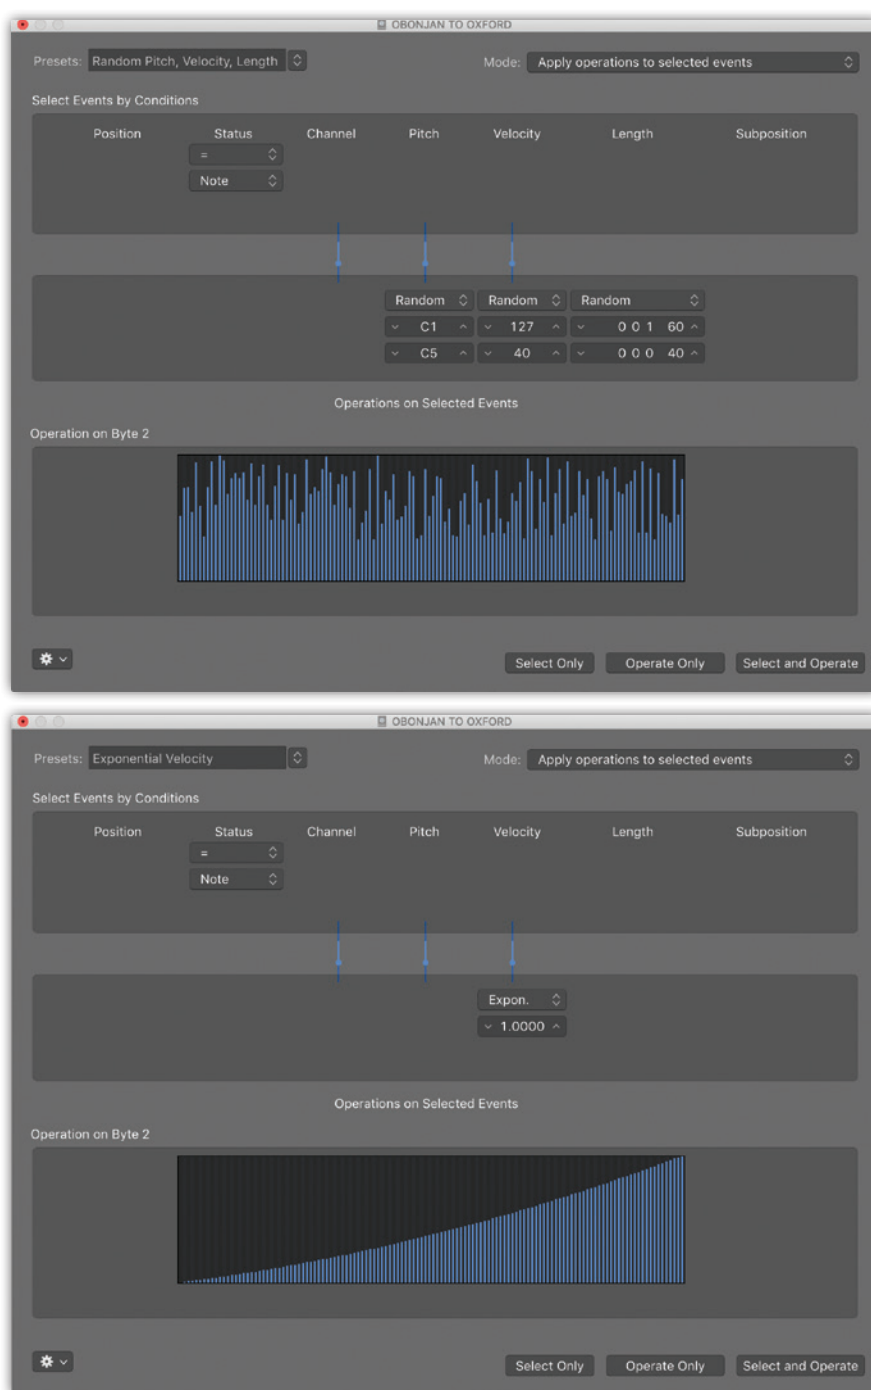 OBONJAN TO OXFORD
Presets: Random Pitch, Velocity, Length Mode: Apply operations to selected events
Select Events by Conditions
Position Status Channel Pitch Velocity Length Subposition
=
Note
Random Random Random
C1 127 0 0 1 60
C5 40 0 0 0 40
Operations on Selected Events
Operation on Byte 2
Select Only Operate Only Select and Operate
OBONJAN TO OXFORD
Presets: Exponential Velocity Mode: Apply operations to selected events
Select Events by Conditions
Position Status Channel Pitch Velocity Length Subposition
=
Note
Expon.
1.0000
Operations on Selected Events
Operation on Byte 2
Select Only Operate Only Select and Operate